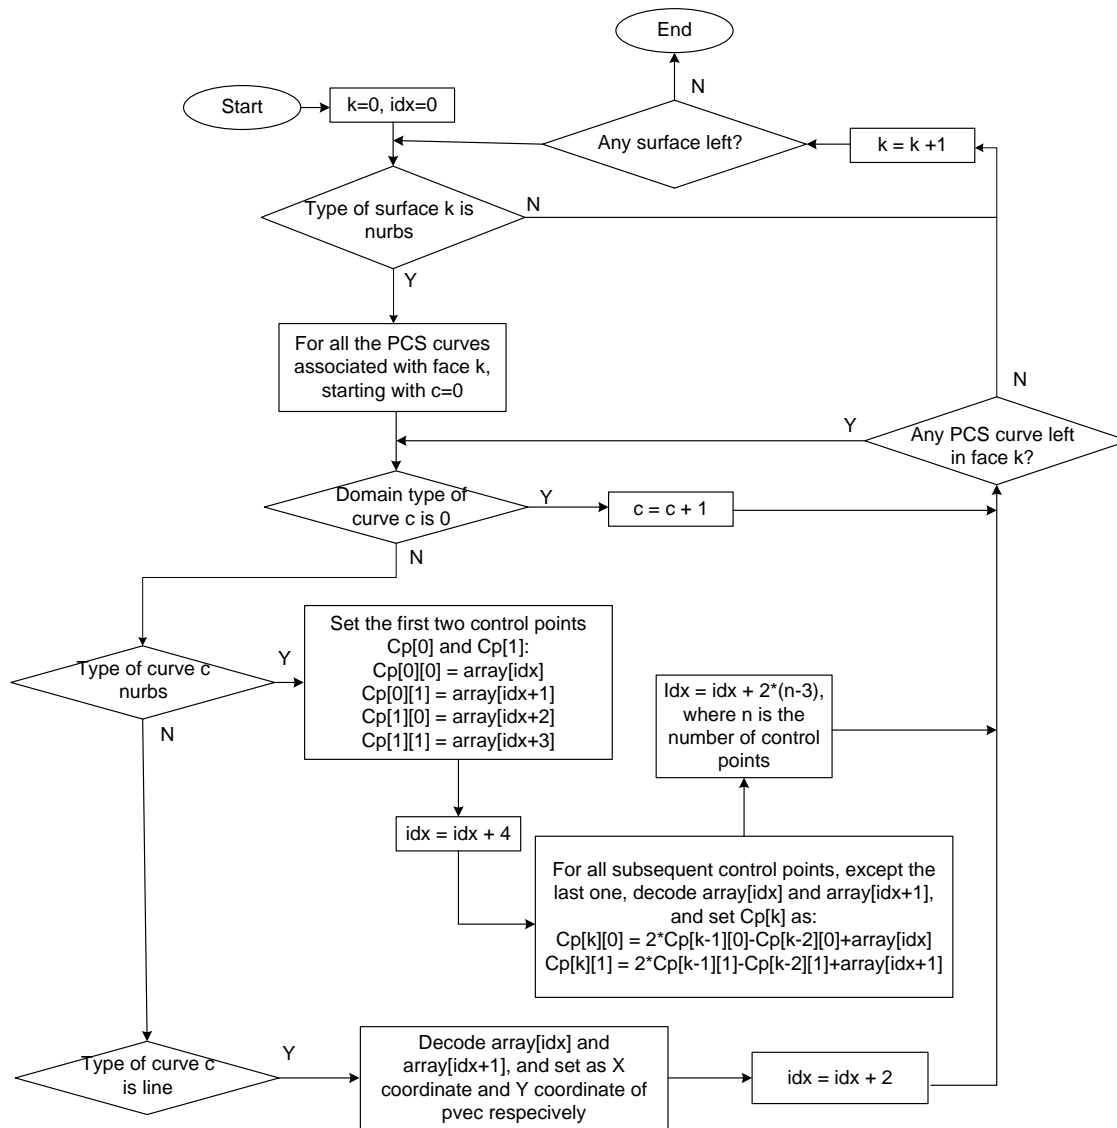 End
Start
k=0, idx=0
N
Any surface left?
k = k +1
Type of surface k is
nurbs
N
Y
For all the PCS curves
associated with face k,
starting with c=0
N
Y
Any PCS curve left
in face k?
Domain type of
curve c is 0
Y
c = c + 1
N
Type of curve c
nurbs
Y
Set the first two control points
Cp[0] and Cp[1]:
Cp[0][0] = array[idx]
Cp[0][1] = array[idx+1]
Cp[1][0] = array[idx+2]
Cp[1][1] = array[idx+3]
N
Idx = idx + 2*(n-3),
where n is the
number of control
points
idx = idx + 4
For all subsequent control points, except the
last one, decode array[idx] and array[idx+1],
and set Cp[k] as:
Cp[k][0] = 2*Cp[k-1][0]-Cp[k-2][0]+array[idx]
Cp[k][1] = 2*Cp[k-1][1]-Cp[k-2][1]+array[idx+1]
Type of curve c
is line
Y
Decode array[idx] and
array[idx+1], and set as X
coordinate and Y coordinate of
pvec respecively
idx = idx + 2